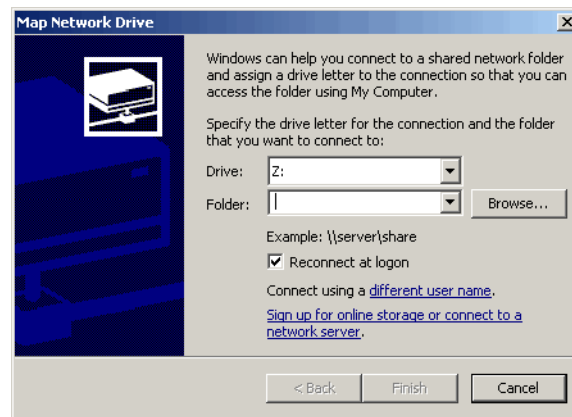 Map Network Drive
Windows can help you connect to a shared network folder
and assign a drive letter to the connection so that you can
access the folder using My Computer.
Specify the drive letter for the connection and the folder
that you want to connect to:
Drive: Z:
Folder: Browse...
Example: \\server\share
Reconnect at logon
Connect using a different user name.
Sign up for online storage or connect to a
network server.
< Back Finish Cancel